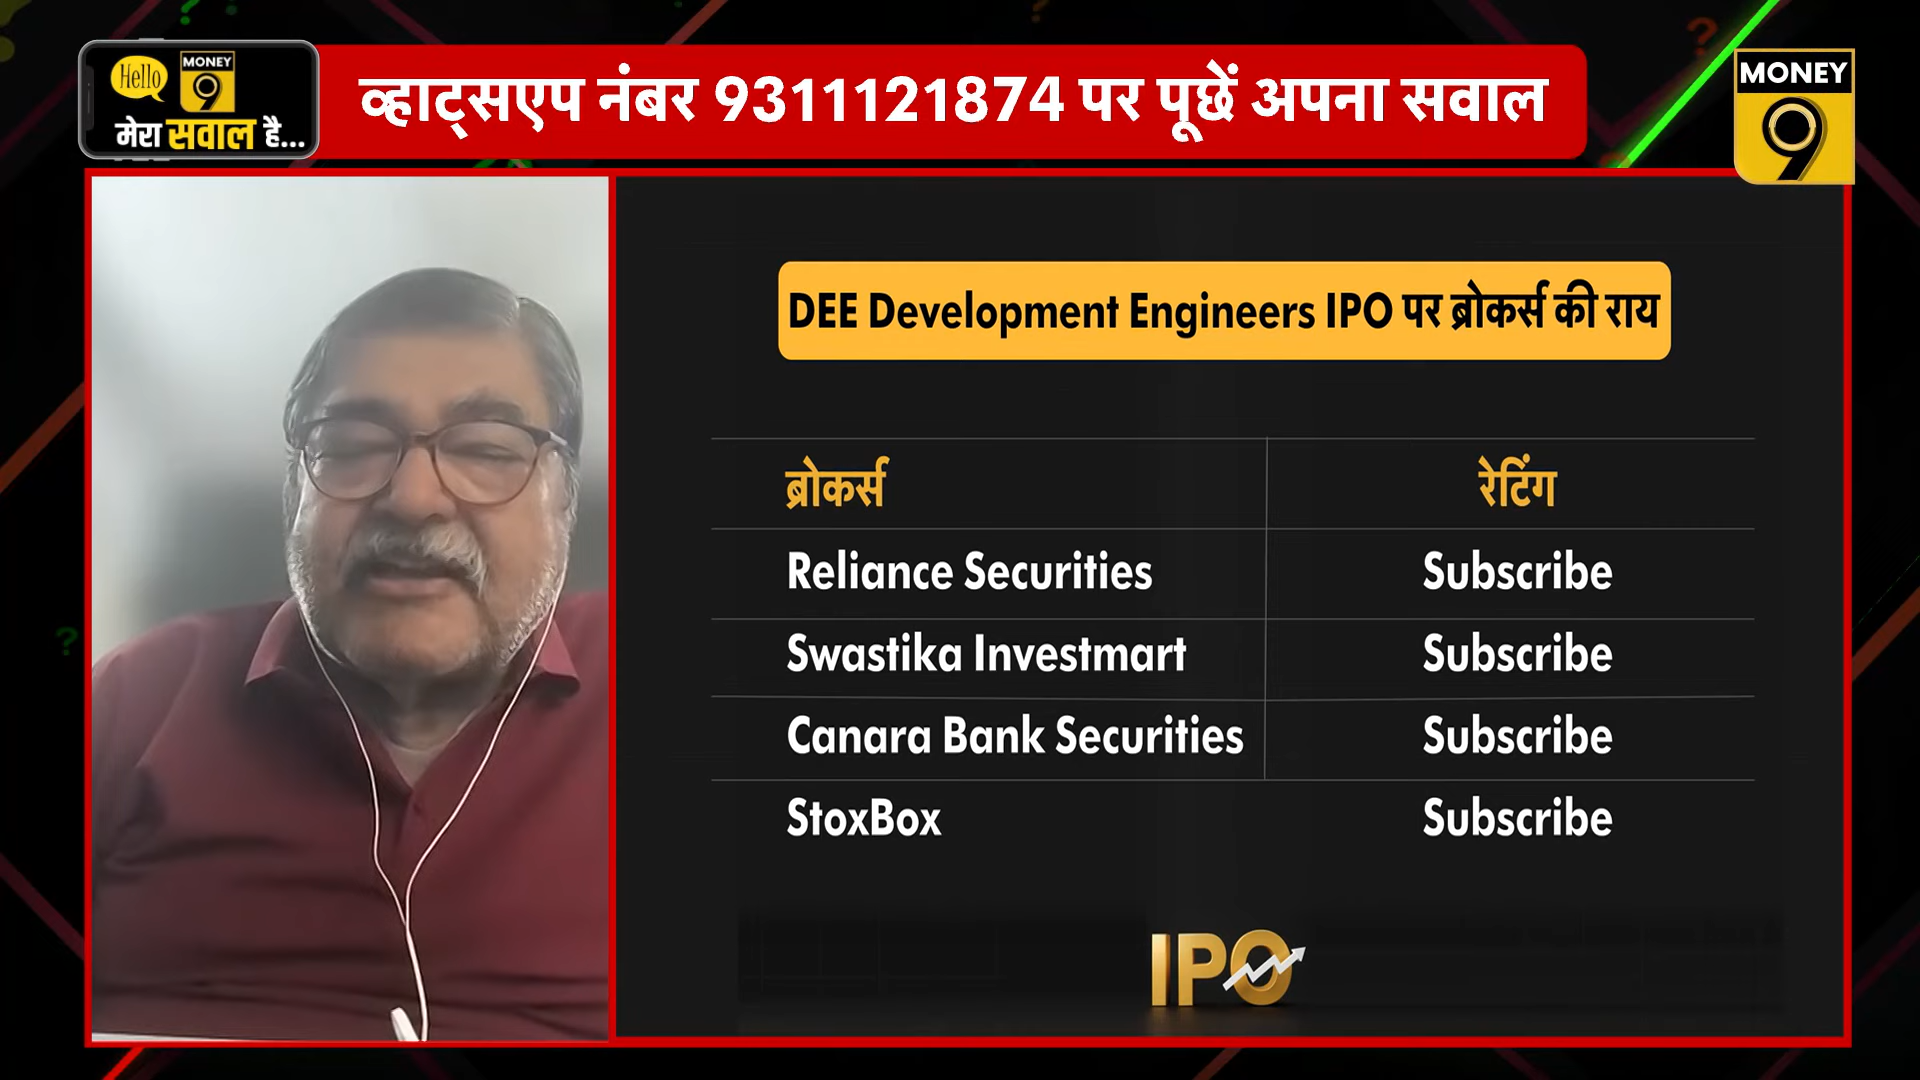 Hello
MONEY
9
मेरा सवाल है...
व्हाट्सएप नंबर 9311121874 पर पूछें अपना सवाल
MONEY
9
DEE Development Engineers IPO पर ब्रोकर्स की राय
ब्रोकर्स रेटिंग
Reliance Securities Subscribe
Swastika Investmart Subscribe
Canara Bank Securities Subscribe
StoxBox Subscribe
IPO